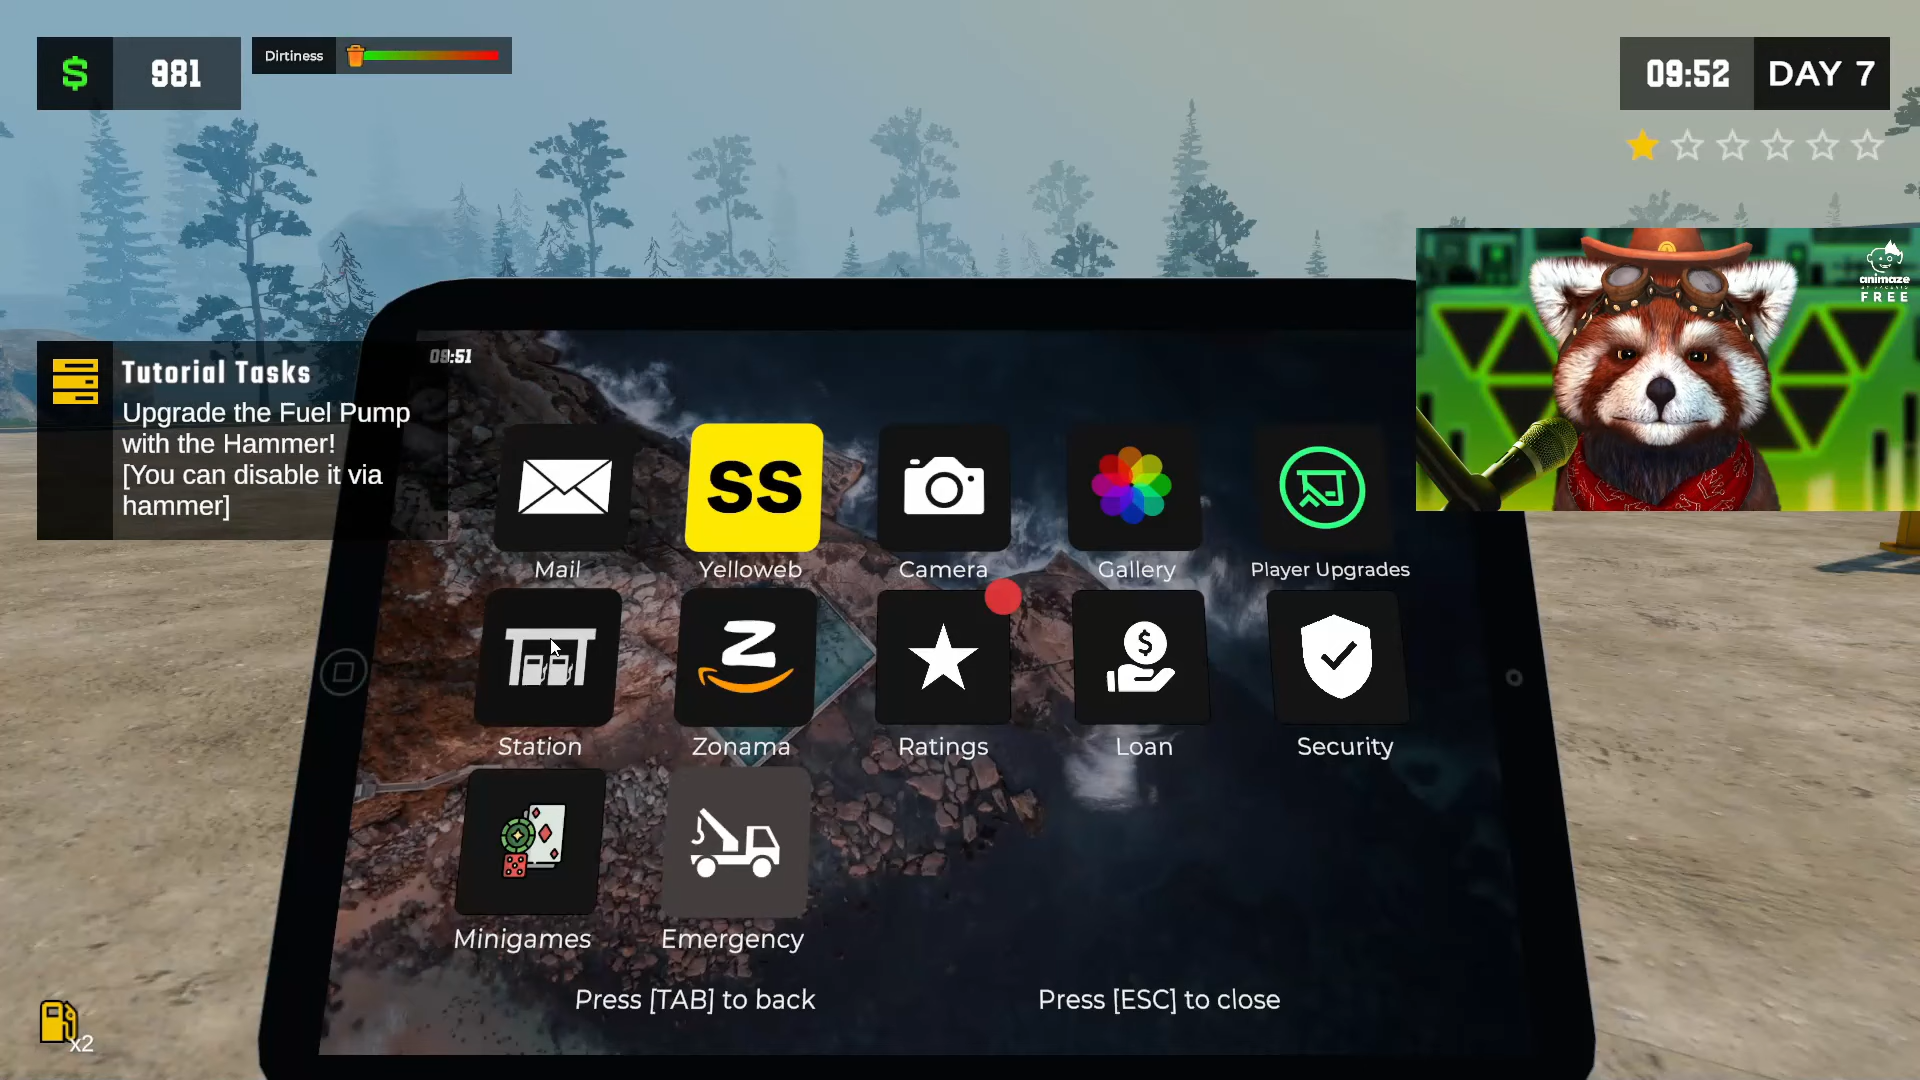 $ 981
Dirtiness
09:52 DAY 7
animaze
FREE
09:51
Tutorial Tasks
Upgrade the Fuel Pump
with the Hammer!
[You can disable it via
hammer]
SS
Mail Yelloweb Camera Gallery Player Upgrades
Z
$
Station Zonama Ratings Loan Security
Minigames Emergency
Press [TAB] to back Press [ESC] to close
x2